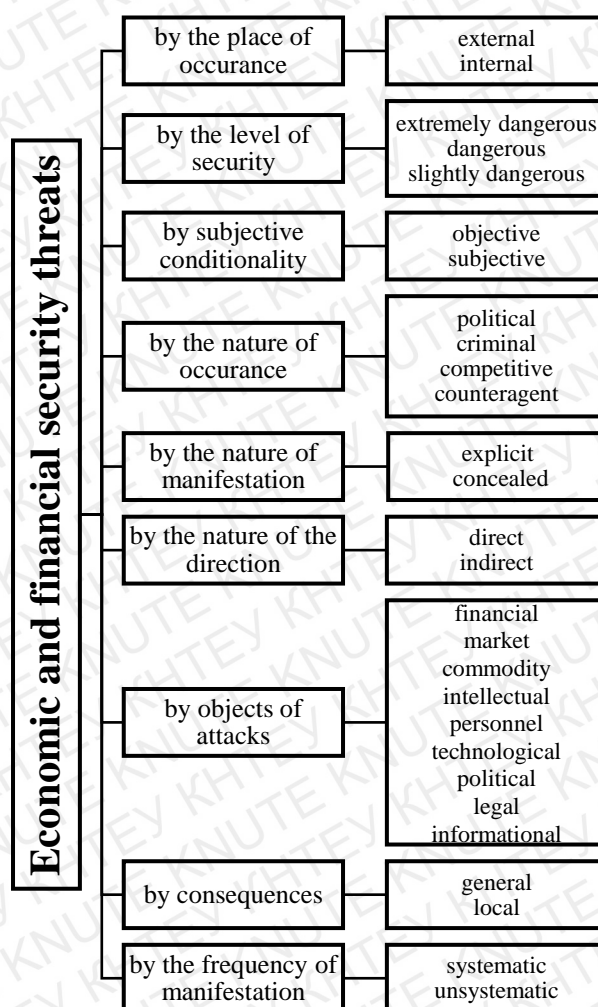 Economic and financial security threats
by the place of
occurance
external
internal
by the level of
security
extremely dangerous
dangerous
slightly dangerous
by subjective
conditionality
objective
subjective
by the nature of
occurance
political
criminal
competitive
counteragent
by the nature of
manifestation
explicit
concealed
by the nature of the
direction
direct
indirect
by objects of
attacks
financial
market
commodity
intellectual
personnel
technological
political
legal
informational
by consequences
general
local
by the frequency of
manifestation
systematic
unsystematic
KNUTE КНТЕУ